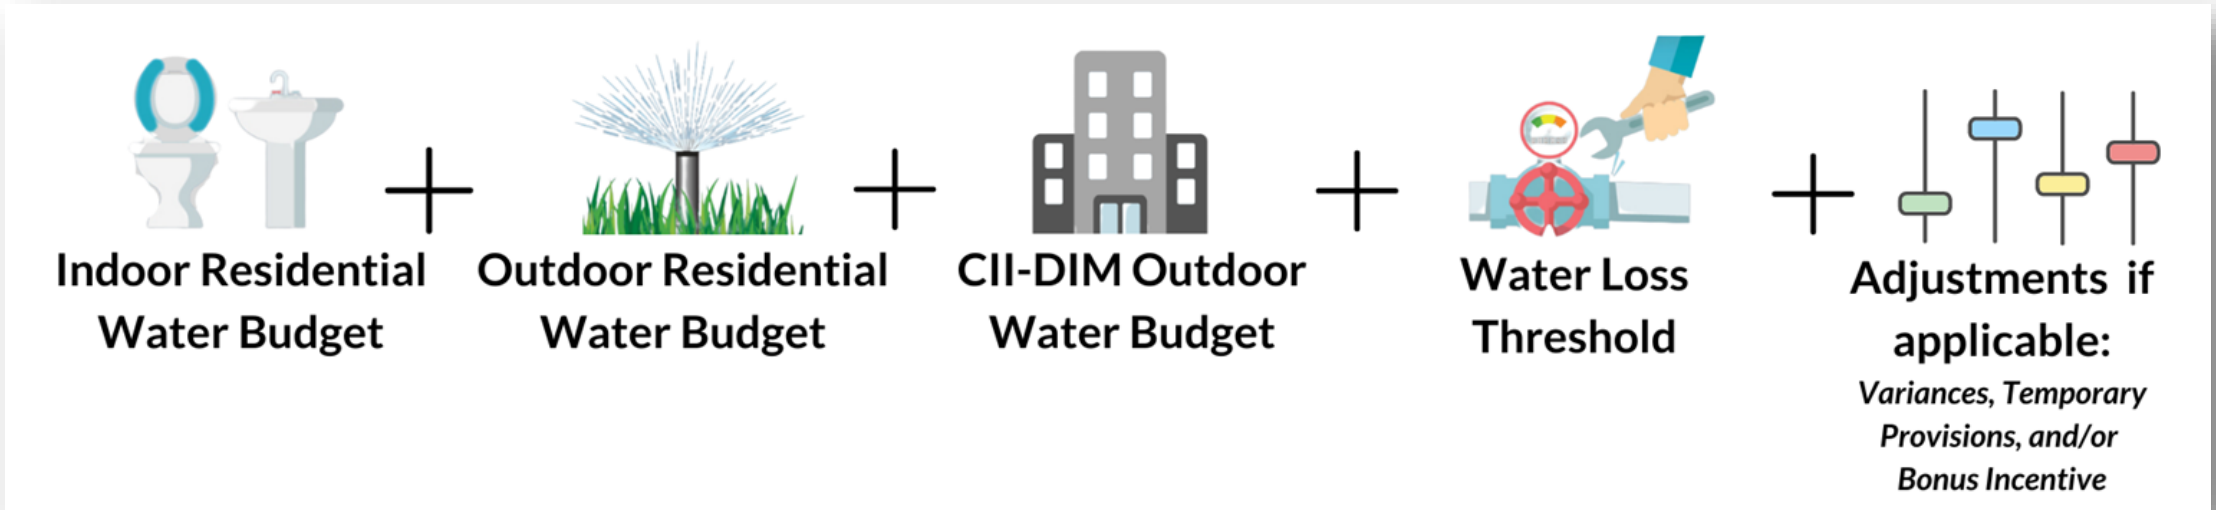 Indoor Residential
Water Budget
Outdoor Residential
Water Budget
CII-DIM Outdoor
Water Budget
Water Loss
Threshold
Adjustments if
applicable:
Variances, Temporary
Provisions, and/or
Bonus Incentive